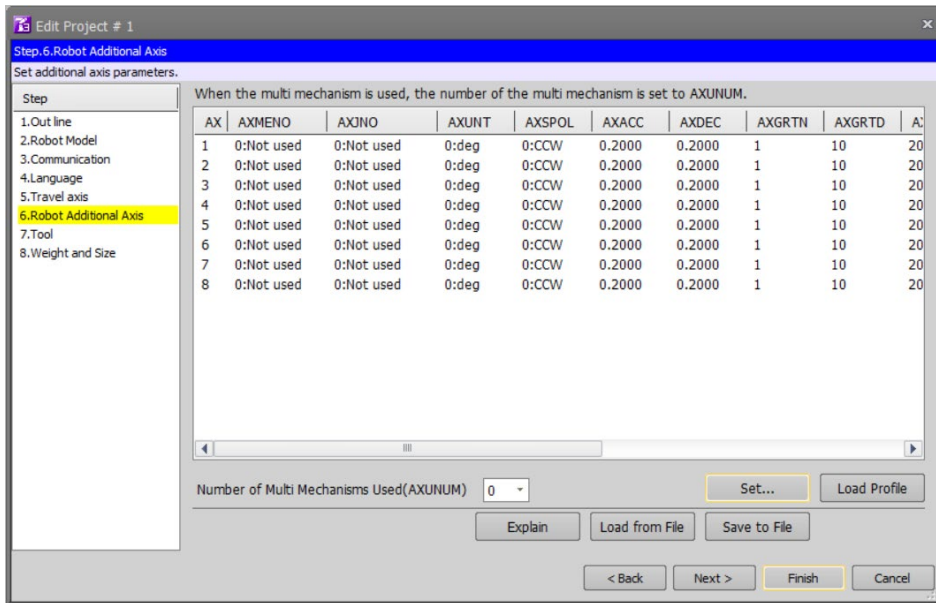 Edit Project # 1
Step.6.Robot Additional Axis
Set additional axis parameters.
Step
1.Out line
2.Robot Model
3.Communication
4.Language
5.Travel axis
6.Robot Additional Axis
7.Tool
8.Weight and Size
When the multi mechanism is used, the number of the multi mechanism is set to AXUNUM.
AX AXMENO AXJNO AXUNT AXSPOL AXACC AXDEC AXGRTN AXGRTD
1 0:Not used 0:Not used 0:deg 0:CCW 0.2000 0.2000 1 10 20
2 0:Not used 0:Not used 0:deg 0:CCW 0.2000 0.2000 1 10 20
3 0:Not used 0:Not used 0:deg 0:CCW 0.2000 0.2000 1 10 20
4 0:Not used 0:Not used 0:deg 0:CCW 0.2000 0.2000 1 10 20
5 0:Not used 0:Not used 0:deg 0:CCW 0.2000 0.2000 1 10 20
6 0:Not used 0:Not used 0:deg 0:CCW 0.2000 0.2000 1 10 20
7 0:Not used 0:Not used 0:deg 0:CCW 0.2000 0.2000 1 10 20
8 0:Not used 0:Not used 0:deg 0:CCW 0.2000 0.2000 1 10 20
Number of Multi Mechanisms Used(AXUNUM) 0 Set... Load Profile
Explain Load from File Save to File
< Back Next > Finish Cancel